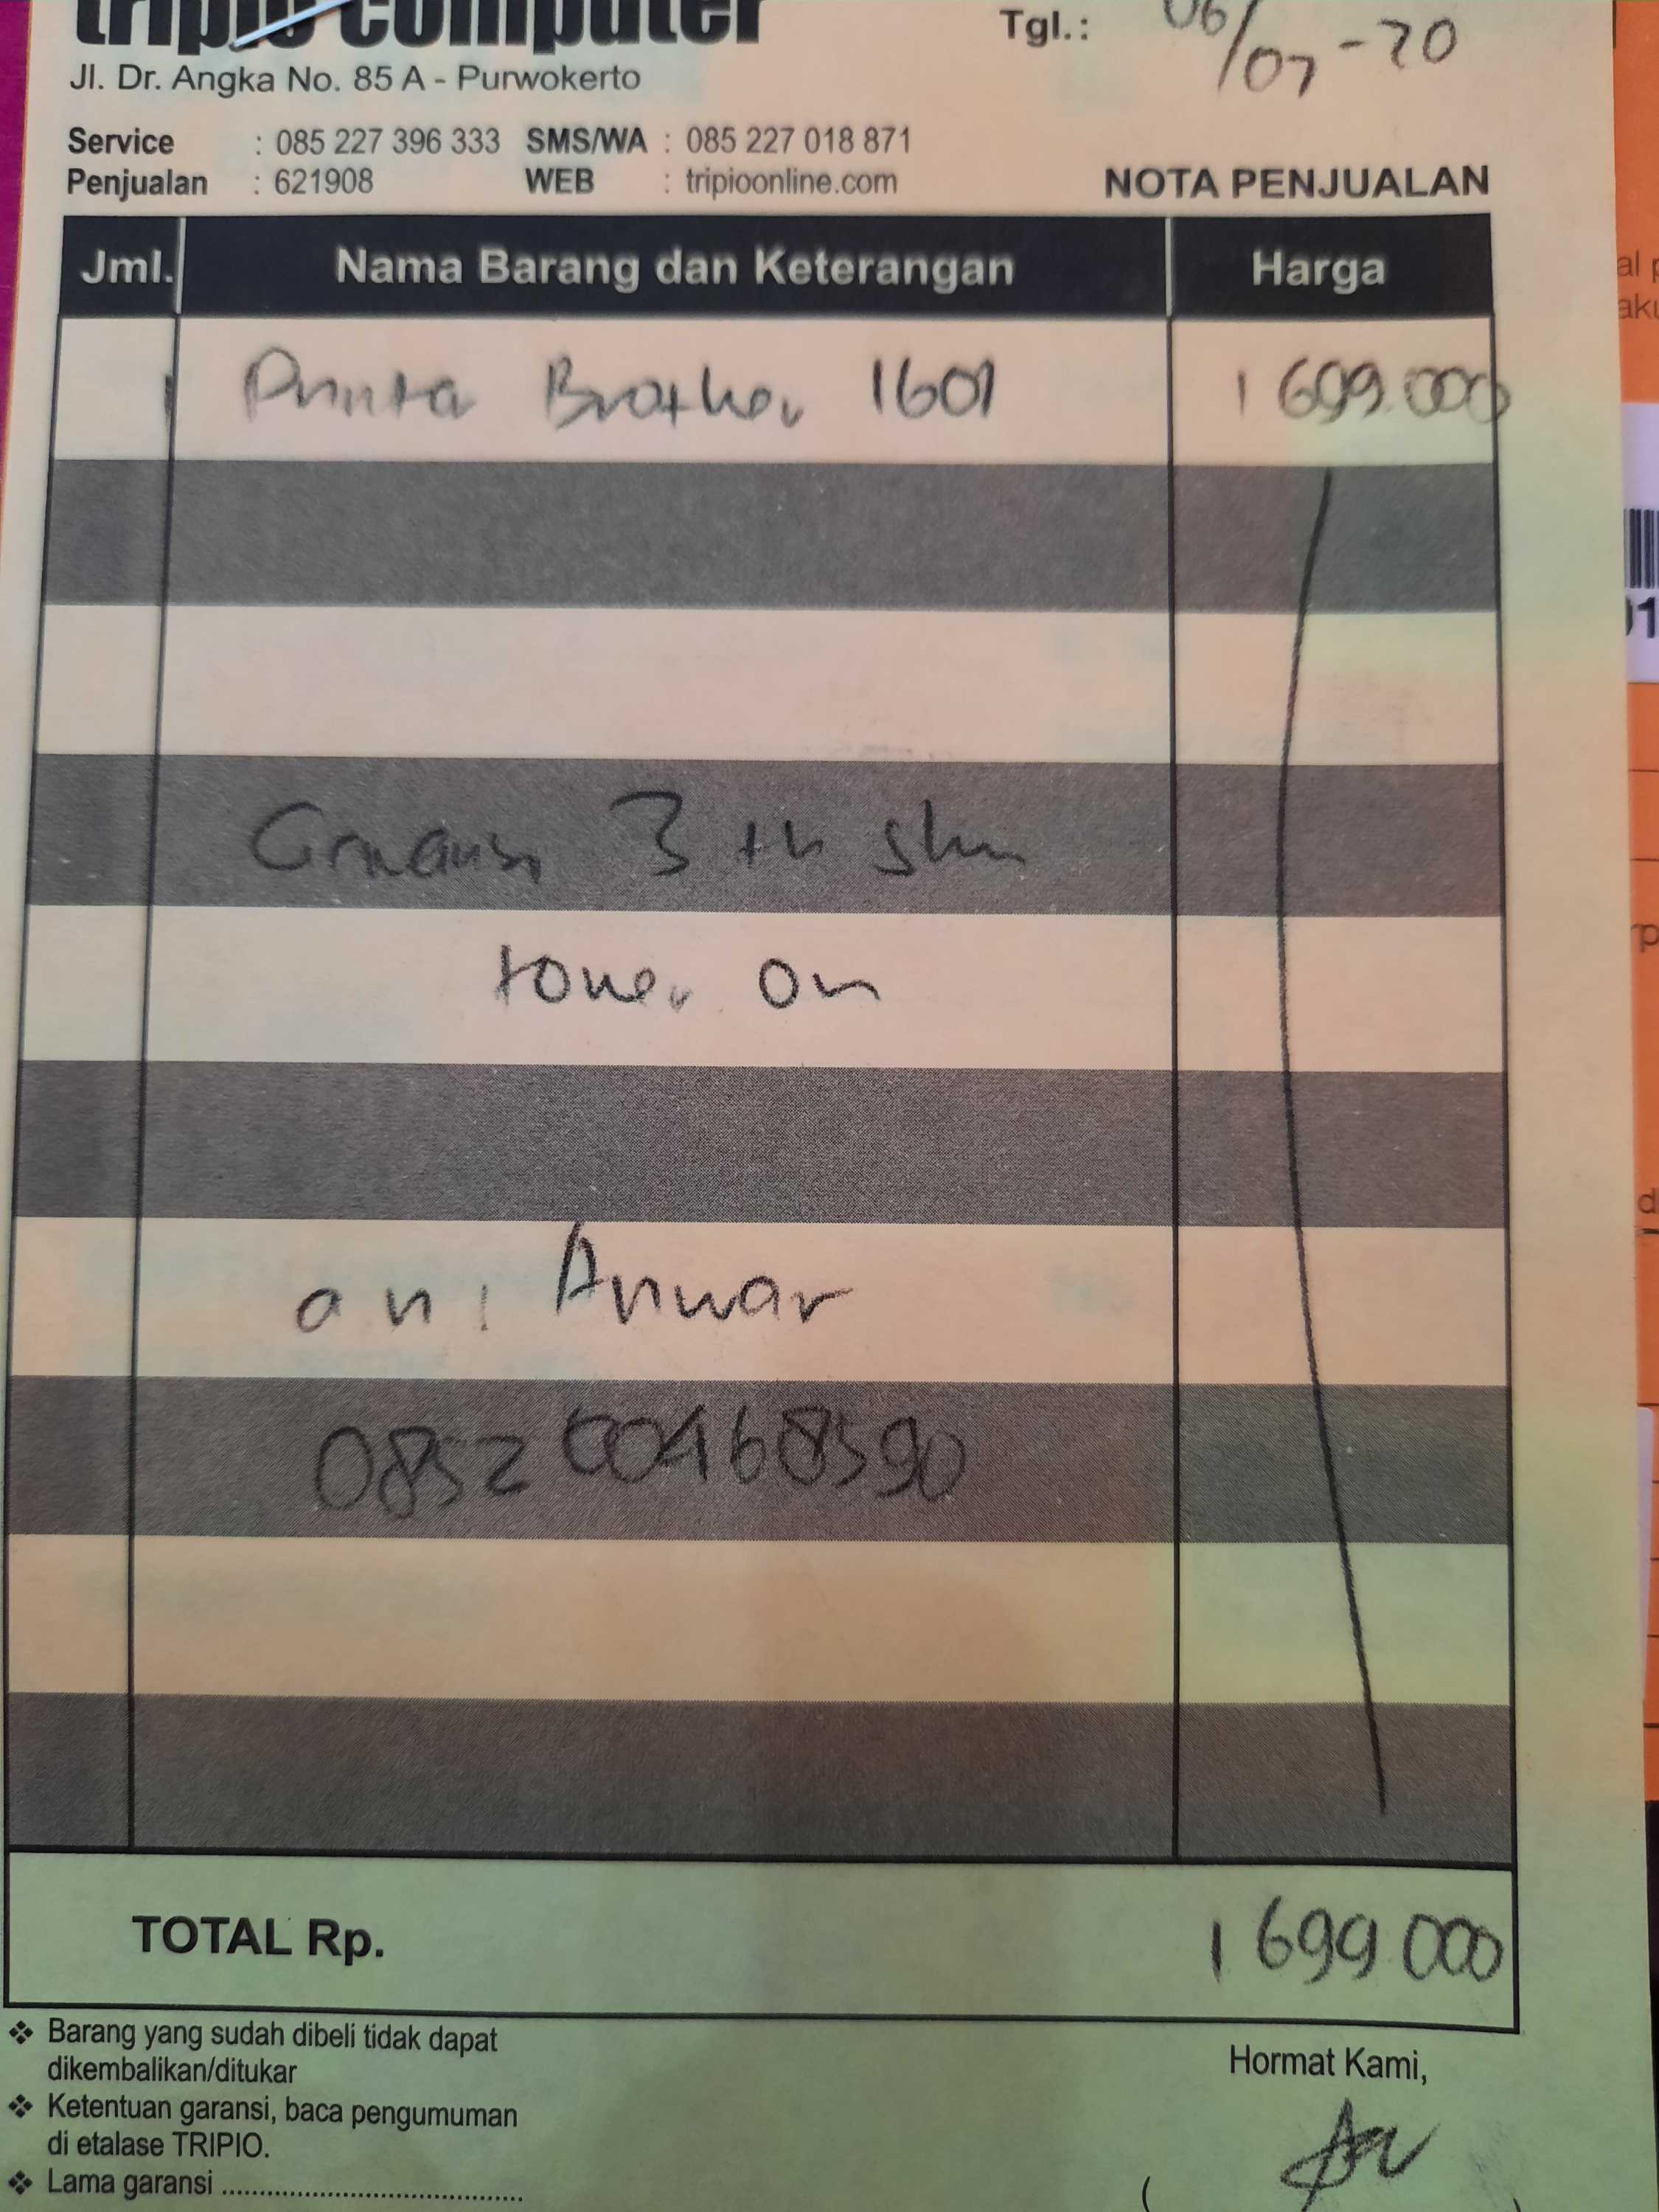 tripio computer
Tgl.: 06/07-20
Jl. Dr. Angka No. 85 A - Purwokerto
Service : 085 227 396 333 SMS/WA : 085 227 018 871
Penjualan : 621908 WEB : tripioonline.com
NOTA PENJUALAN
Jml. Nama Barang dan Keterangan Harga
1 Printer Brother 1601 1 699.000
Garansi 3 th
toner on
an: Anwar
085200468590
TOTAL Rp. 1 699 000
❖ Barang yang sudah dibeli tidak dapat
dikembalikan/ditukar
❖ Ketentuan garansi, baca pengumuman
di etalase TRIPIO.
❖ Lama garansi ........................................
Hormat Kami,